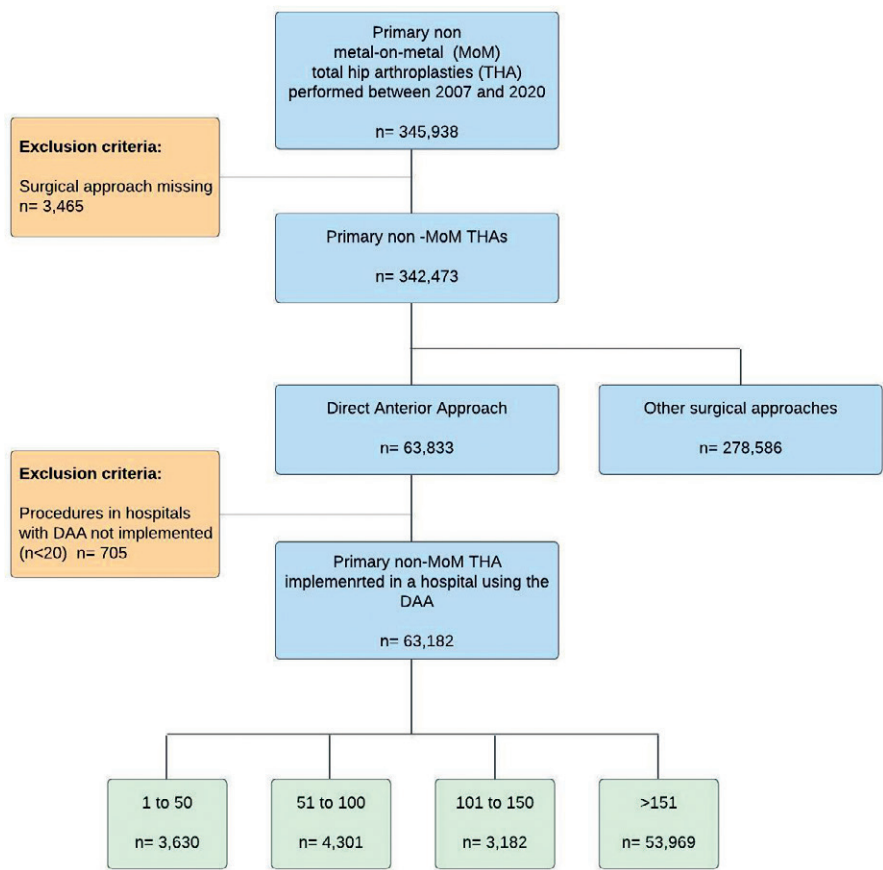 Primary non
metal-on-metal (MoM)
total hip arthroplasties (THA)
performed between 2007 and 2020
n= 345,938
Exclusion criteria:
Surgical approach missing
n= 3,465
Primary non -MoM THAs
n= 342,473
Direct Anterior Approach
n= 63,833
Other surgical approaches
n= 278,586
Exclusion criteria:
Procedures in hospitals
with DAA not implemented
(n<20) n= 705
Primary non-MoM THA
implemenrted in a hospital using the
DAA
n= 63,182
1 to 50
n= 3,630
51 to 100
n= 4,301
101 to 150
n= 3,182
>151
n= 53,969